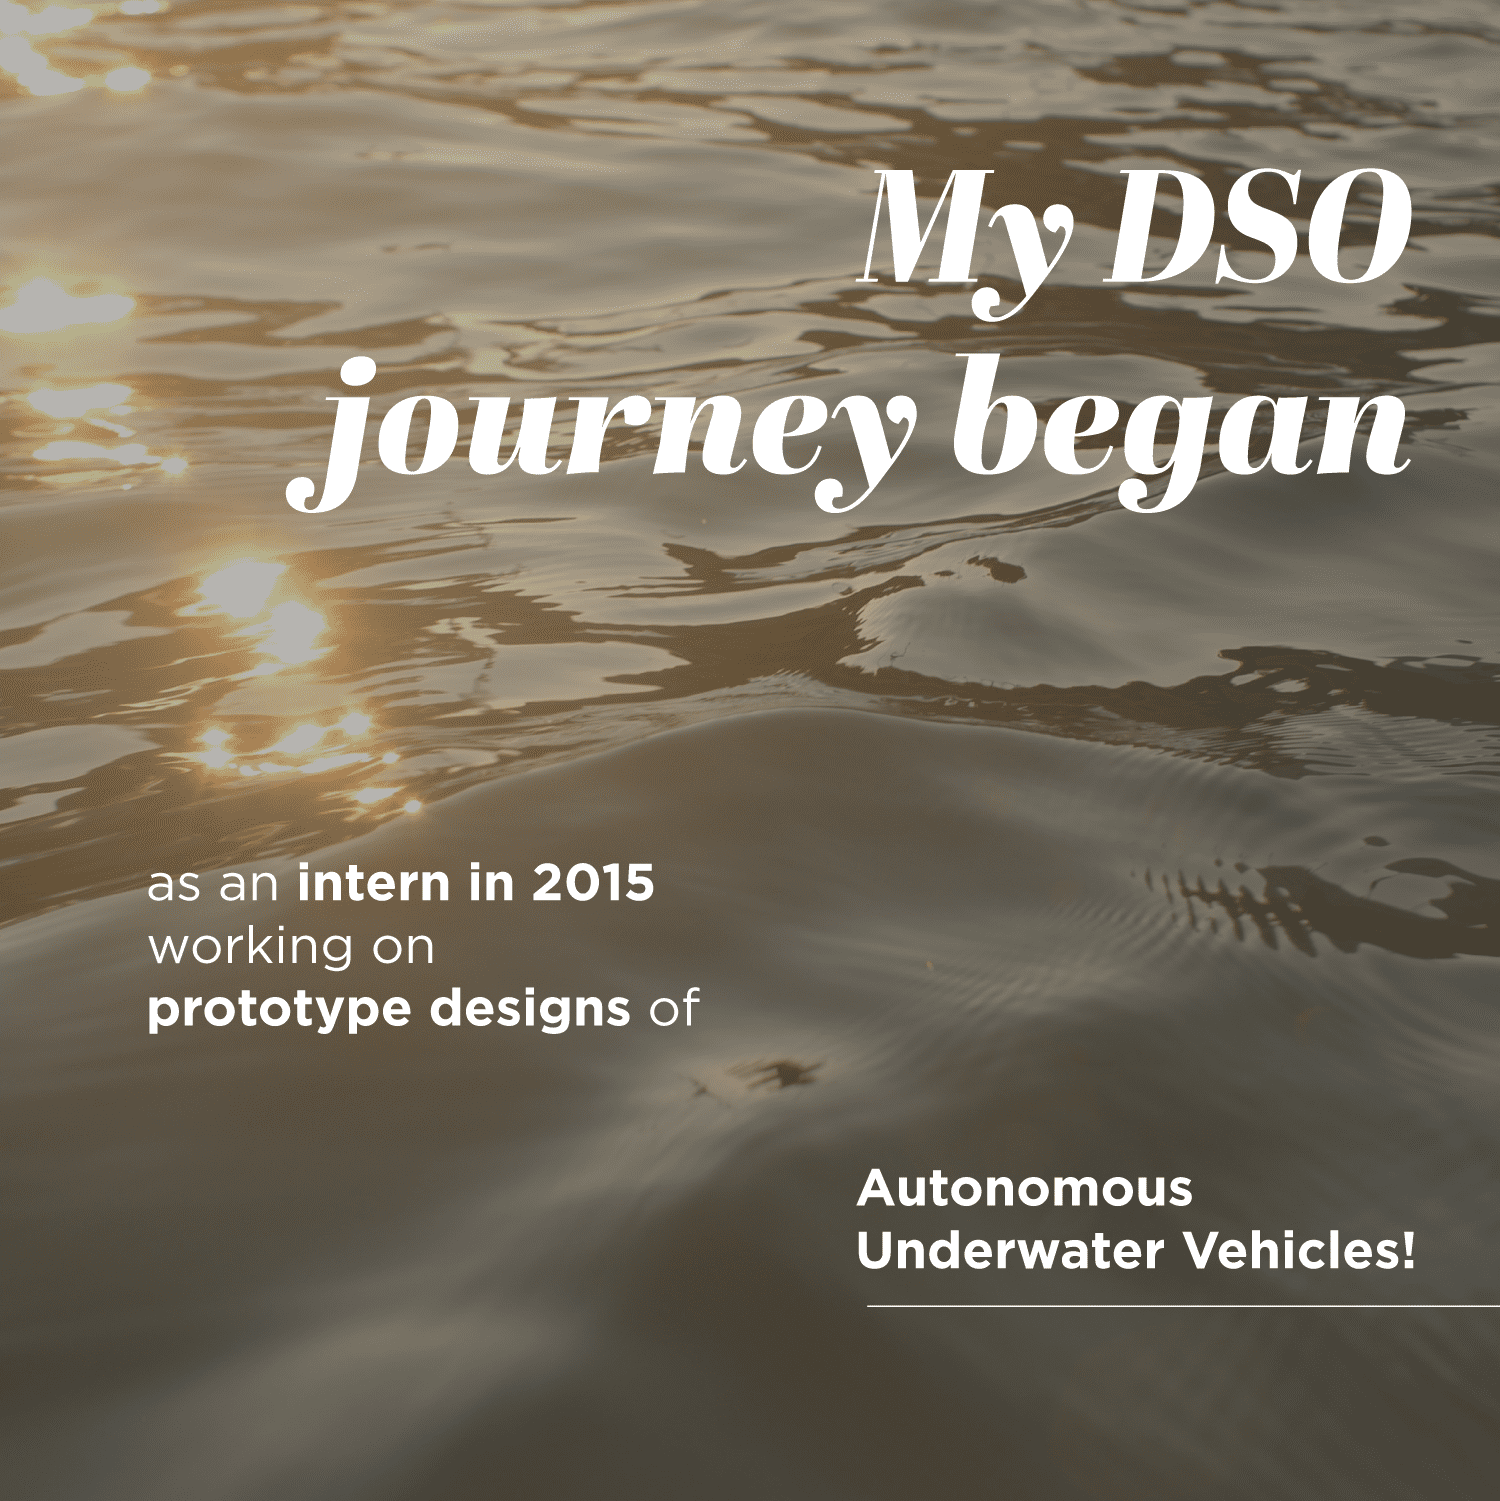 My DSO
journey began
as an intern in 2015
working on
prototype designs of
Autonomous
Underwater Vehicles!